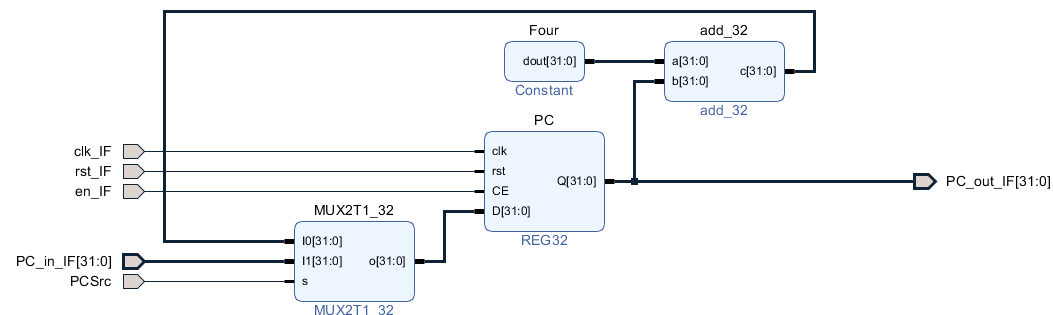 Four
dout[31:0]
Constant
add_32
a[31:0]
b[31:0]
c[31:0]
add_32
PC
clk
rst
CE
D[31:0]
Q[31:0]
REG32
clk_IF
rst_IF
en_IF
PC_out_IF[31:0]
MUX2T1_32
I0[31:0]
I1[31:0]
s
o[31:0]
MUX2T1_32
PC_in_IF[31:0]
PCSrc